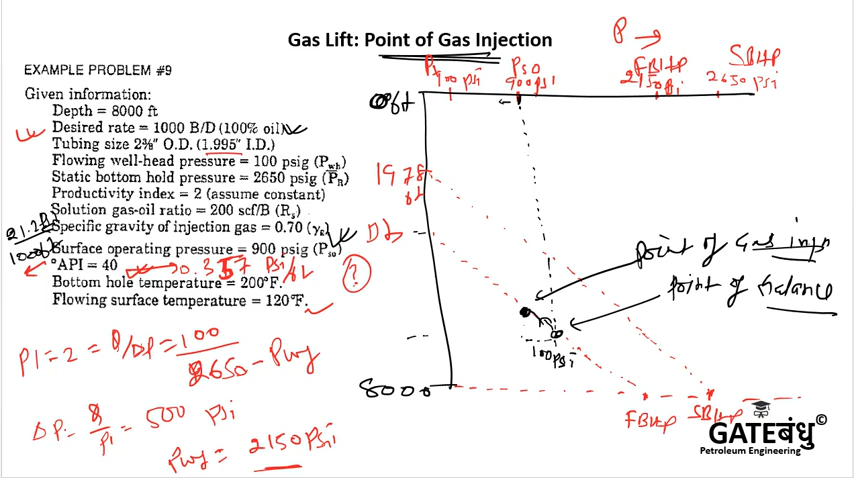 Gas Lift: Point of Gas Injection
EXAMPLE PROBLEM #9
Given information:
Depth = 8000 ft
Desired rate = 1000 B/D (100% oil)
Tubing size 2⅜" O.D. (1.995" I.D.)
Flowing well-head pressure = 100 psig (Pwh)
Static bottom hold pressure = 2650 psig (P̅R)
Productivity index = 2 (assume constant)
Solution gas-oil ratio = 200 scf/B (Rs)
Specific gravity of injection gas = 0.70 (γg)
Surface operating pressure = 900 psig (Pso)
°API = 40
Bottom hole temperature = 200°F.
Flowing surface temperature = 120°F.
1000ft
0.357 psi/ft
(?)
PI = 2 = Q/ΔP = 100 / 2650 - Pwf
ΔP = Q/PI = 500 psi
Pwf = 2150 psi
P →
100 psi
Pso
900 psi
FBHP
2150 psi
SBHP
2650 psi
0 ft
1978 ft
8000
100 psi
point of Gas injn
point of balance
FBHP
SBHP
GATEबंधु©
Petroleum Engineering